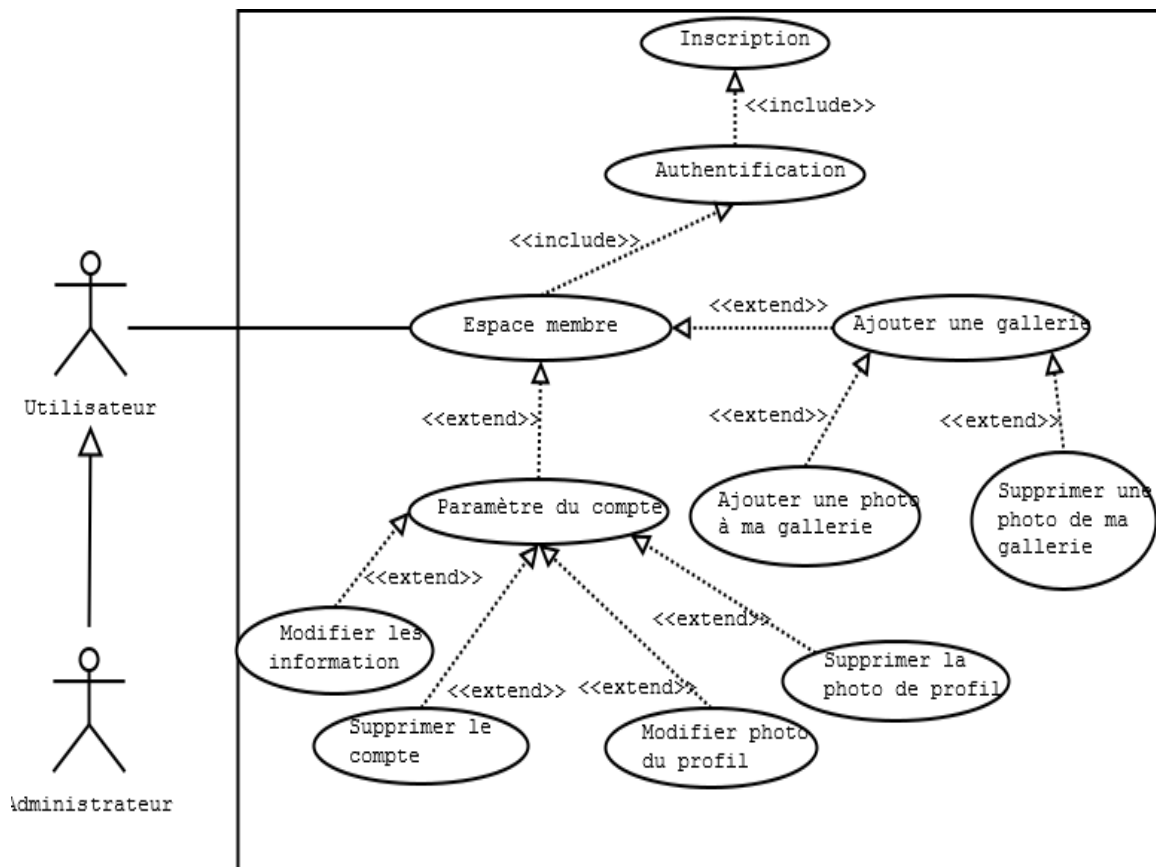 Inscription
<<include>>
Authentification
<<include>>
Espace membre
<<extend>>
Ajouter une gallerie
Utilisateur
<<extend>>
<<extend>>
<<extend>>
Paramètre du compte
Ajouter une photo
à ma gallerie
Supprimer une
photo de ma
gallerie
<<extend>>
<<extend>>
Modifier les
information
Supprimer la
photo de profil
<<extend>>
<<extend>>
Supprimer le
compte
Modifier photo
du profil
Administrateur